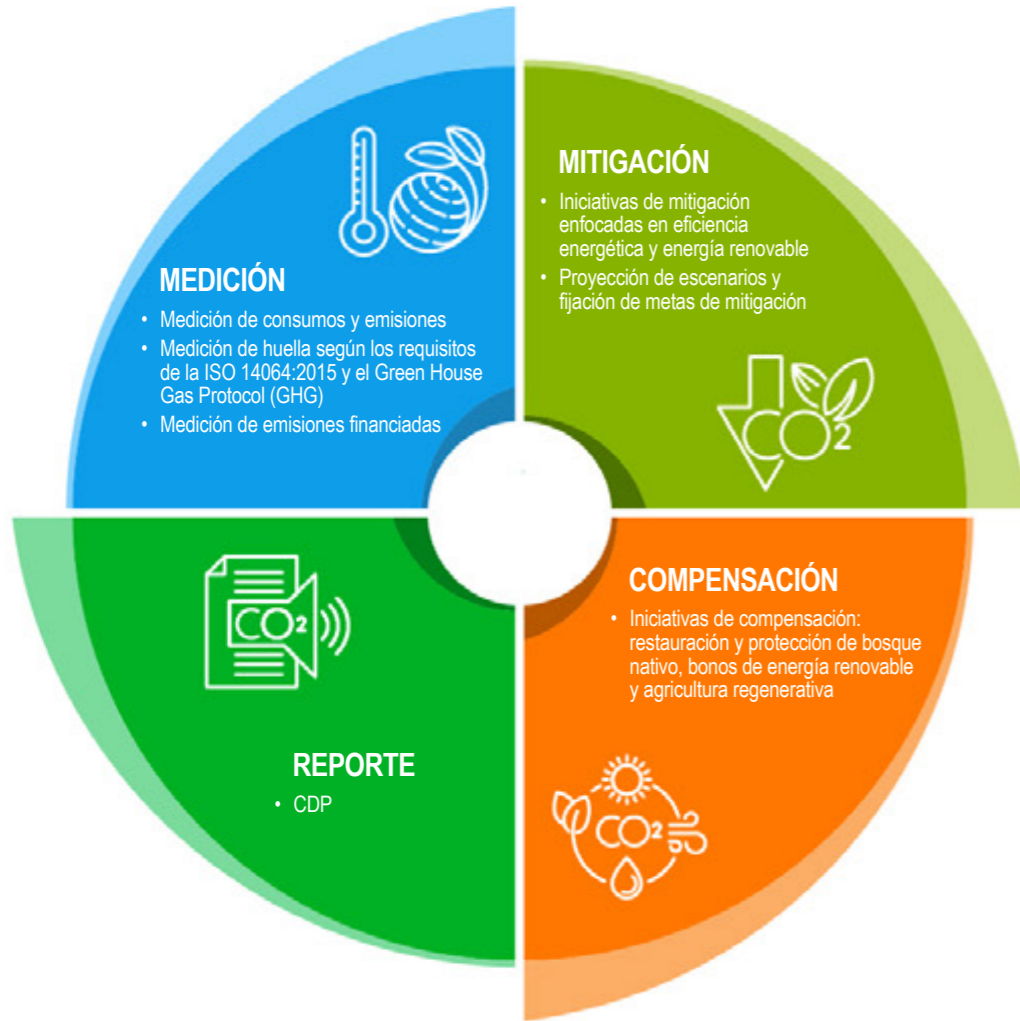 MEDICIÓN
• Medición de consumos y emisiones
• Medición de huella según los requisitos
de la ISO 14064:2015 y el Green House
Gas Protocol (GHG)
• Medición de emisiones financiadas
MITIGACIÓN
• Iniciativas de mitigación
enfocadas en eficiencia
energética y energía renovable
• Proyección de escenarios y
fijación de metas de mitigación
CO2
COMPENSACIÓN
• Iniciativas de compensación:
restauración y protección de bosque
nativo, bonos de energía renovable
y agricultura regenerativa
CO2
CO2
REPORTE
• CDP